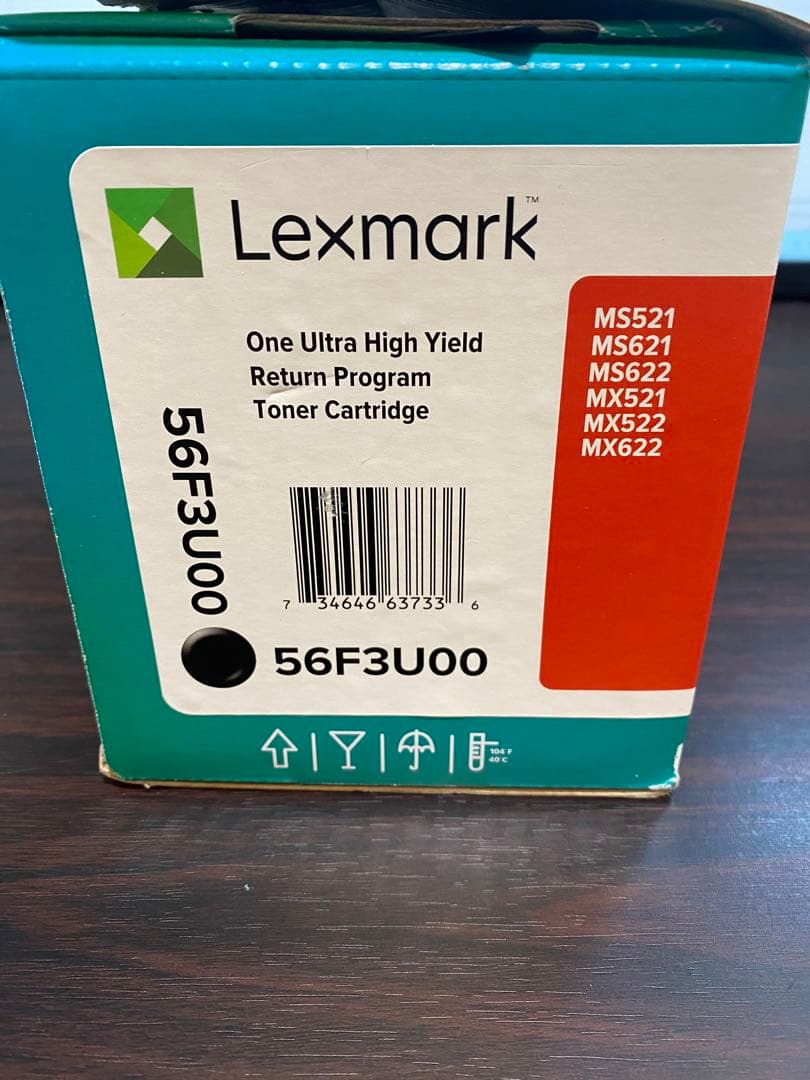 Lexmark™
One Ultra High Yield
Return Program
Toner Cartridge
MS521
MS621
MS622
MX521
MX522
MX622
56F3U00
7 34646 63733 6
56F3U00
104°F
40°C